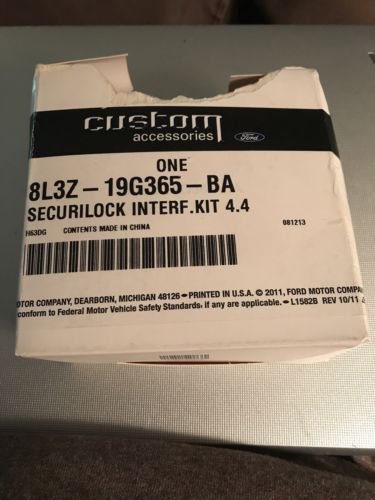 custom
accessories Ford
ONE
8L3Z-19G365-BA
SECURILOCK INTERF.KIT 4.4
H63DG CONTENTS MADE IN CHINA 081213
OTOR COMPANY, DEARBORN, MICHIGAN 48126 • PRINTED IN U.S.A. © 2011, FORD MOTOR COMPA
conform to Federal Motor Vehicle Safety Standards, if any are applicable. • L1582B REV 10/11